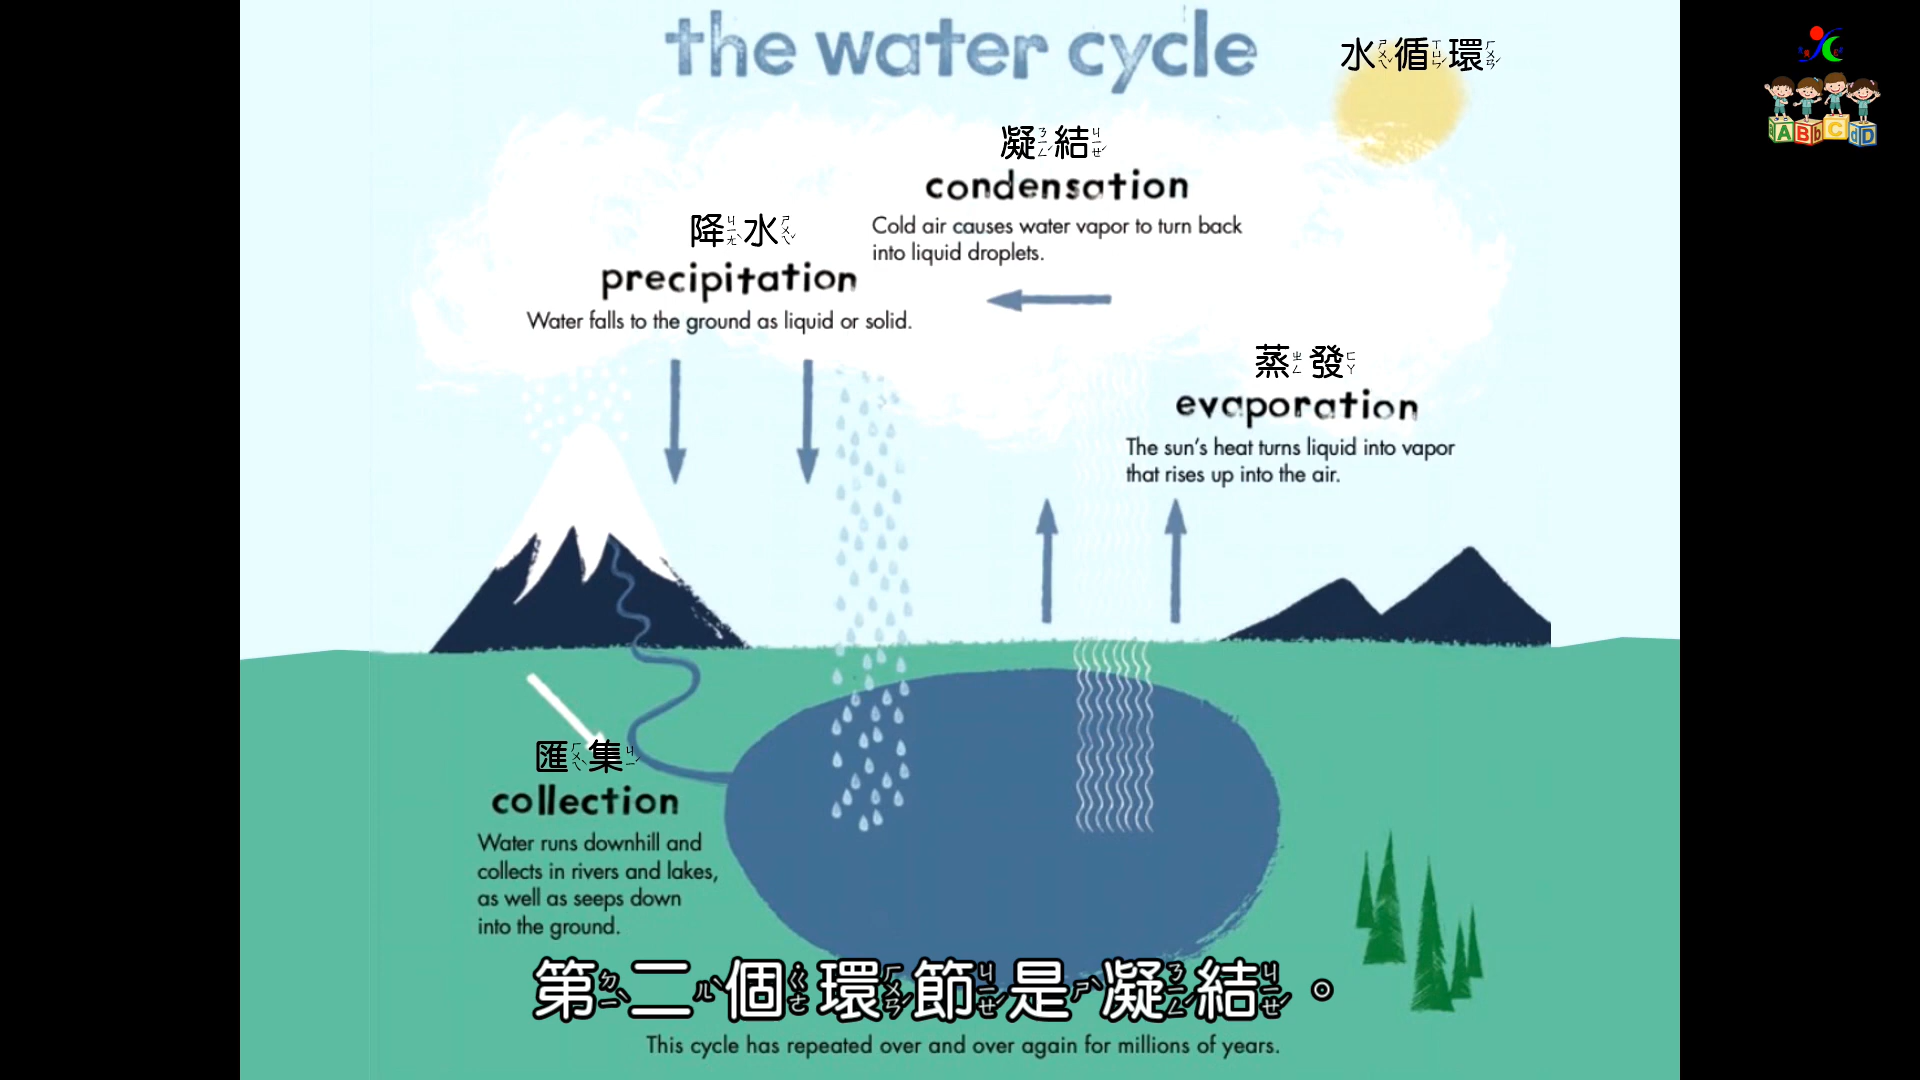 the water cycle
水循環
凝結
condensation
Cold air causes water vapor to turn back
into liquid droplets.
降水
precipitation
Water falls to the ground as liquid or solid.
蒸發
evaporation
The sun's heat turns liquid into vapor
that rises up into the air.
匯集
collection
Water runs downhill and
collects in rivers and lakes,
as well as seeps down
into the ground.
第二個環節是凝結。
This cycle has repeated over and over again for millions of years.